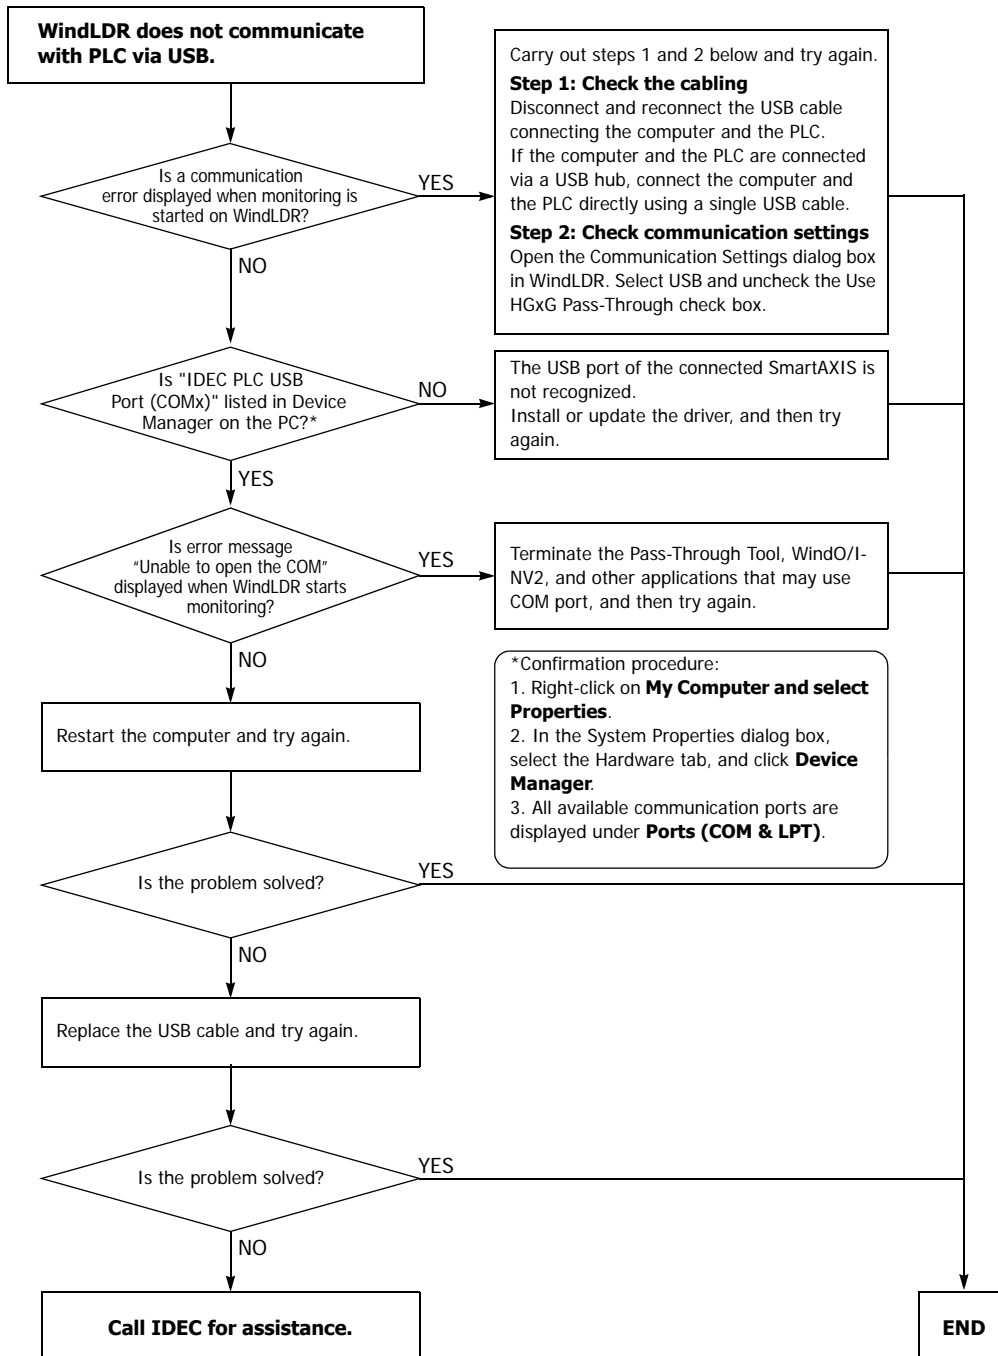 WindLDR does not communicate
with PLC via USB.
Is a communication
error displayed when monitoring is
started on WindLDR?
YES
NO
Carry out steps 1 and 2 below and try again.
Step 1: Check the cabling
Disconnect and reconnect the USB cable
connecting the computer and the PLC.
If the computer and the PLC are connected
via a USB hub, connect the computer and
the PLC directly using a single USB cable.
Step 2: Check communication settings
Open the Communication Settings dialog box
in WindLDR. Select USB and uncheck the Use
HGxG Pass-Through check box.
Is "IDEC PLC USB
Port (COMx)" listed in Device
Manager on the PC?*
NO
YES
The USB port of the connected SmartAXIS is
not recognized.
Install or update the driver, and then try
again.
Is error message
"Unable to open the COM"
displayed when WindLDR starts
monitoring?
YES
NO
Terminate the Pass-Through Tool, WindO/I-
NV2, and other applications that may use
COM port, and then try again.
*Confirmation procedure:
1. Right-click on My Computer and select
Properties.
2. In the System Properties dialog box,
select the Hardware tab, and click Device
Manager.
3. All available communication ports are
displayed under Ports (COM & LPT).
Restart the computer and try again.
Is the problem solved?
YES
NO
Replace the USB cable and try again.
Is the problem solved?
YES
NO
Call IDEC for assistance.
END